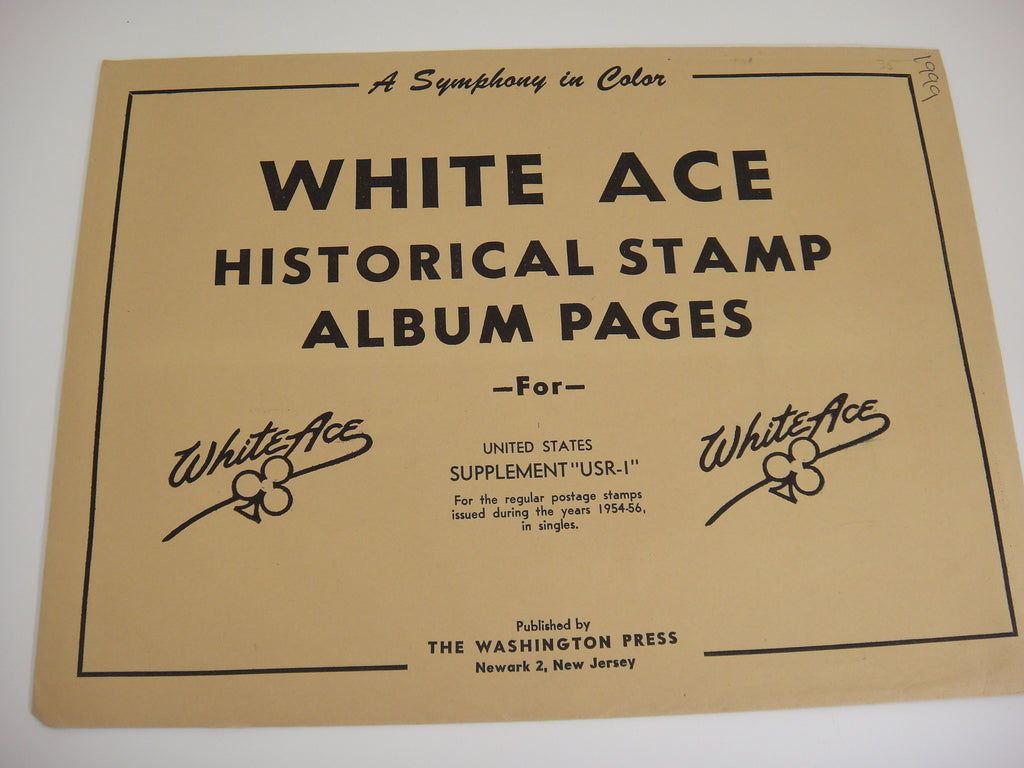 A Symphony in Color
1999
WHITE ACE
HISTORICAL STAMP
ALBUM PAGES
—For—
White Ace
White Ace
UNITED STATES
SUPPLEMENT "USR-1"
For the regular postage stamps
issued during the years 1954-56,
in singles.
Published by
THE WASHINGTON PRESS
Newark 2, New Jersey